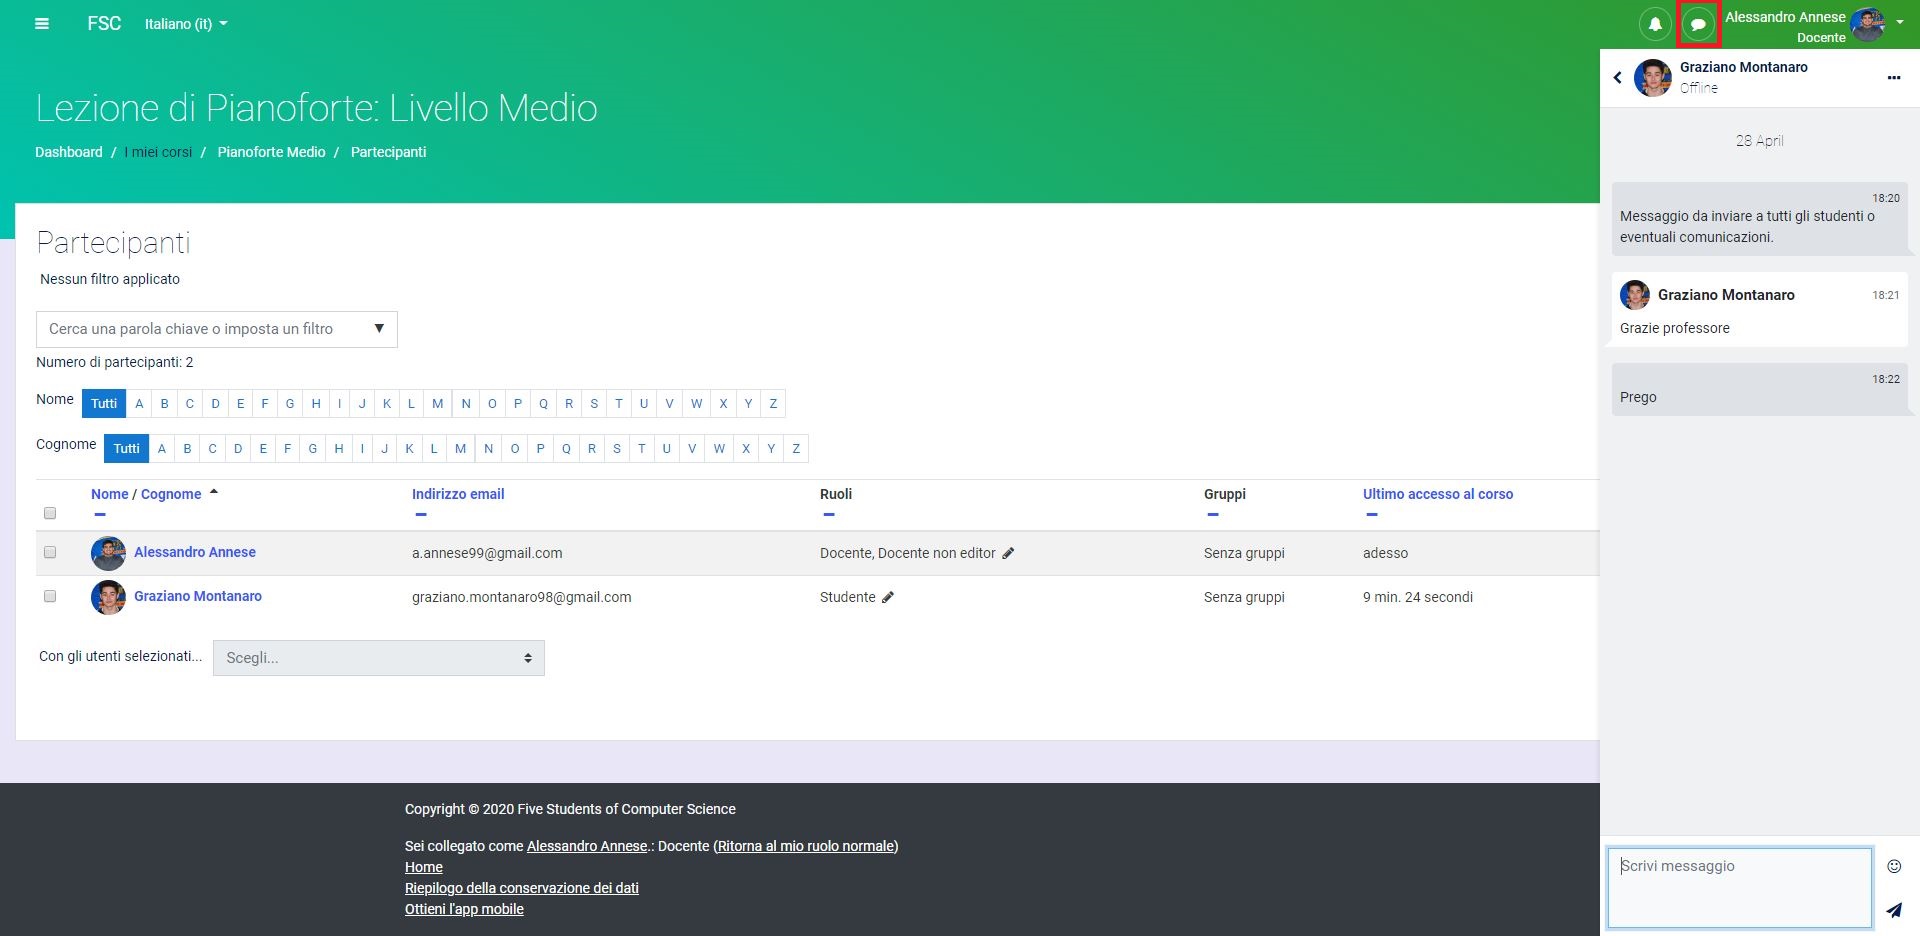 FSC Italiano (it)
Alessandro Annese
Docente
Lezione di Pianoforte: Livello Medio
Dashboard / I miei corsi / Pianoforte Medio / Partecipanti
Partecipanti
Nessun filtro applicato
Cerca una parola chiave o imposta un filtro ▼
Numero di partecipanti: 2
Nome Tutti A B C D E F G H I J K L M N O P Q R S T U V W X Y Z
Cognome Tutti A B C D E F G H I J K L M N O P Q R S T U V W X Y Z
Nome / Cognome Indirizzo email Ruoli Gruppi Ultimo accesso al corso
Alessandro Annese a.annese99@gmail.com Docente, Docente non editor Senza gruppi adesso
Graziano Montanaro graziano.montanaro98@gmail.com Studente Senza gruppi 9 min. 24 secondi
Con gli utenti selezionati... Scegli...
Copyright © 2020 Five Students of Computer Science
Sei collegato come Alessandro Annese.: Docente (Ritorna al mio ruolo normale)
Home
Riepilogo della conservazione dei dati
Ottieni l'app mobile
Graziano Montanaro
Offline
28 April
18:20
Messaggio da inviare a tutti gli studenti o
eventuali comunicazioni.
Graziano Montanaro 18:21
Grazie professore
18:22
Prego
Scrivi messaggio